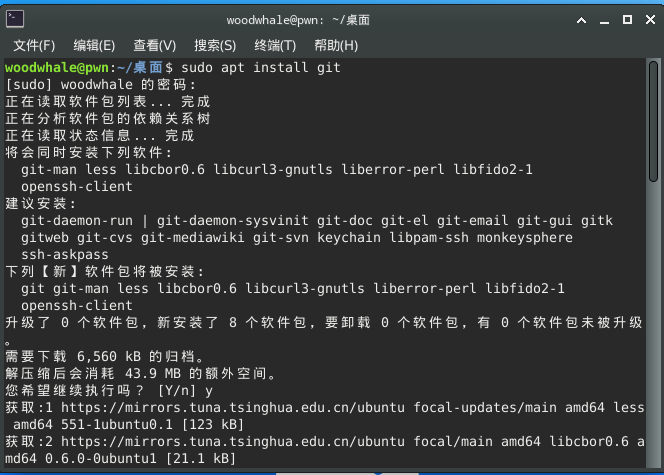 woodwhale@pwn: ~/桌面
文件(F) 编辑(E) 查看(V) 搜索(S) 终端(T) 帮助(H)
woodwhale@pwn:~/桌面$ sudo apt install git
[sudo] woodwhale 的密码:
正在读取软件包列表... 完成
正在分析软件包的依赖关系树
正在读取状态信息... 完成
将会同时安装下列软件:
  git-man less libcbor0.6 libcurl3-gnutls liberror-perl libfido2-1
  openssh-client
建议安装:
  git-daemon-run | git-daemon-sysvinit git-doc git-el git-email git-gui gitk
  gitweb git-cvs git-mediawiki git-svn keychain libpam-ssh monkeysphere
  ssh-askpass
下列【新】软件包将被安装:
  git git-man less libcbor0.6 libcurl3-gnutls liberror-perl libfido2-1
  openssh-client
升级了 0 个软件包, 新安装了 8 个软件包, 要卸载 0 个软件包, 有 0 个软件包未被升级
。
需要下载 6,560 kB 的归档。
解压缩后会消耗 43.9 MB 的额外空间。
您希望继续执行吗? [Y/n] y
获取:1 https://mirrors.tuna.tsinghua.edu.cn/ubuntu focal-updates/main amd64 less
 amd64 551-1ubuntu0.1 [123 kB]
获取:2 https://mirrors.tuna.tsinghua.edu.cn/ubuntu focal/main amd64 libcbor0.6 a
md64 0.6.0-0ubuntu1 [21.1 kB]